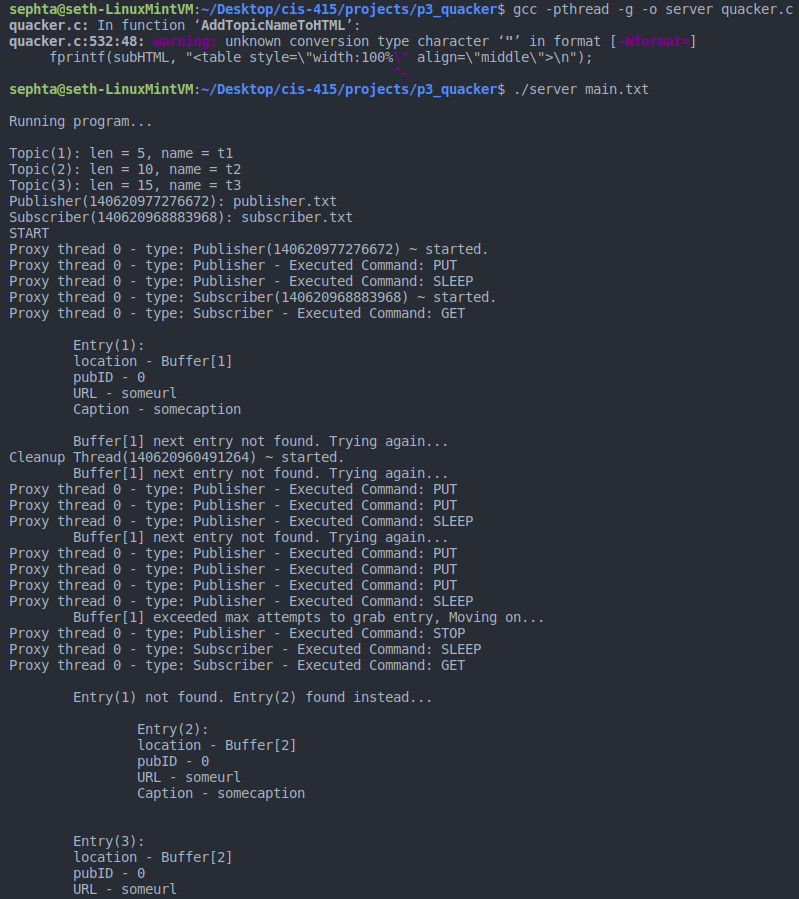 sephta@seth-LinuxMintVM:~/Desktop/cis-415/projects/p3_quacker$ gcc -pthread -g -o server quacker.c
quacker.c: In function ‘AddTopicNameToHTML’:
quacker.c:532:48: warning: unknown conversion type character ‘"’ in format [-Wformat=]
     fprintf(subHTML, "<table style=\"width:100%\" align=\"middle\">\n");
                                                ^~
sephta@seth-LinuxMintVM:~/Desktop/cis-415/projects/p3_quacker$ ./server main.txt
Running program...
Topic(1): len = 5, name = t1
Topic(2): len = 10, name = t2
Topic(3): len = 15, name = t3
Publisher(140620977276672): publisher.txt
Subscriber(140620968883968): subscriber.txt
START
Proxy thread 0 - type: Publisher(140620977276672) ~ started.
Proxy thread 0 - type: Publisher - Executed Command: PUT
Proxy thread 0 - type: Publisher - Executed Command: SLEEP
Proxy thread 0 - type: Subscriber(140620968883968) ~ started.
Proxy thread 0 - type: Subscriber - Executed Command: GET
        Entry(1):
        location - Buffer[1]
        pubID - 0
        URL - someurl
        Caption - somecaption
        Buffer[1] next entry not found. Trying again...
Cleanup Thread(140620960491264) ~ started.
        Buffer[1] next entry not found. Trying again...
Proxy thread 0 - type: Publisher - Executed Command: PUT
Proxy thread 0 - type: Publisher - Executed Command: PUT
Proxy thread 0 - type: Publisher - Executed Command: SLEEP
        Buffer[1] next entry not found. Trying again...
Proxy thread 0 - type: Publisher - Executed Command: PUT
Proxy thread 0 - type: Publisher - Executed Command: PUT
Proxy thread 0 - type: Publisher - Executed Command: PUT
Proxy thread 0 - type: Publisher - Executed Command: SLEEP
        Buffer[1] exceeded max attempts to grab entry, Moving on...
Proxy thread 0 - type: Publisher - Executed Command: STOP
Proxy thread 0 - type: Subscriber - Executed Command: SLEEP
Proxy thread 0 - type: Subscriber - Executed Command: GET
        Entry(1) not found. Entry(2) found instead...
                Entry(2):
                location - Buffer[2]
                pubID - 0
                URL - someurl
                Caption - somecaption
        Entry(3):
        location - Buffer[2]
        pubID - 0
        URL - someurl